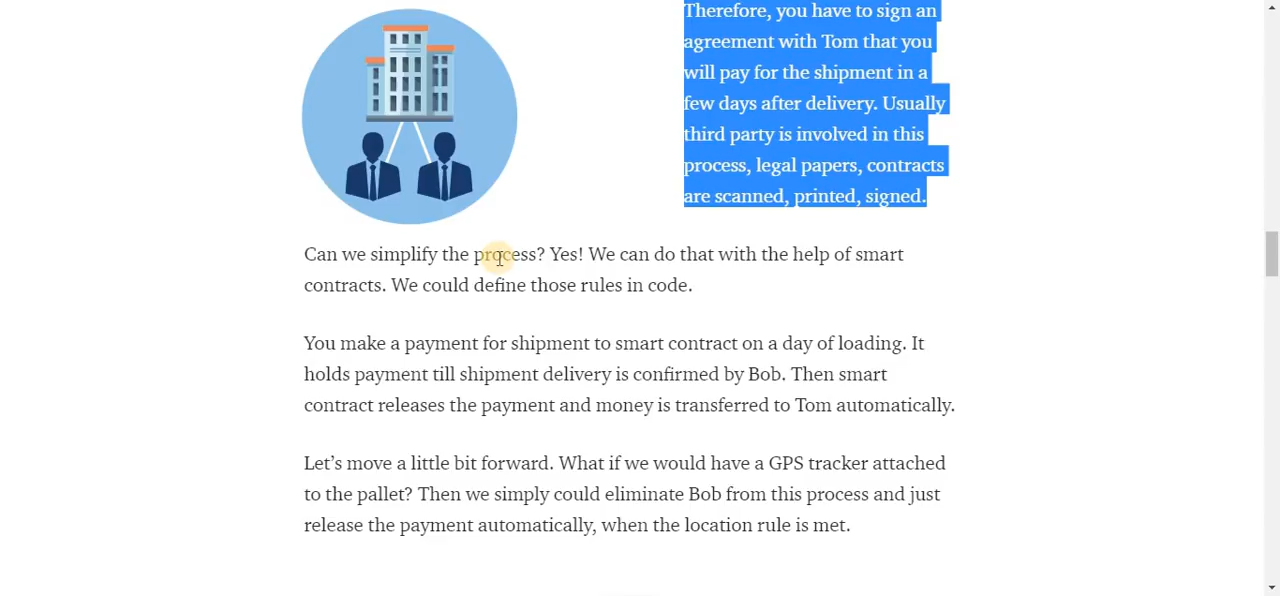 Therefore, you have to sign an
agreement with Tom that you
will pay for the shipment in a
few days after delivery. Usually
third party is involved in this
process, legal papers, contracts
are scanned, printed, signed.
Can we simplify the process? Yes! We can do that with the help of smart
contracts. We could define those rules in code.
You make a payment for shipment to smart contract on a day of loading. It
holds payment till shipment delivery is confirmed by Bob. Then smart
contract releases the payment and money is transferred to Tom automatically.
Let’s move a little bit forward. What if we would have a GPS tracker attached
to the pallet? Then we simply could eliminate Bob from this process and just
release the payment automatically, when the location rule is met.